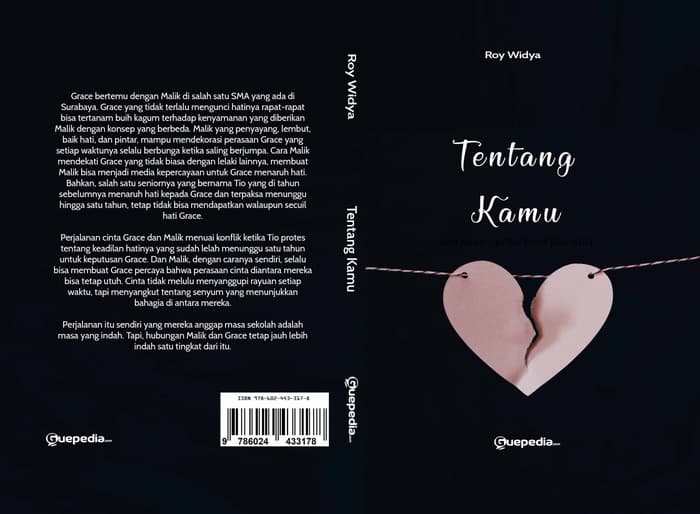 Grace bertemu dengan Malik di salah satu SMA yang ada di
Surabaya. Grace yang tidak terlalu mengunci hatinya rapat-rapat
bisa tertanam buih kagum terhadap kenyamanan yang diberikan
Malik dengan konsep yang berbeda. Malik yang penyayang, lembut,
baik hati, dan pintar, mampu mendekorasi perasaan Grace yang
setiap waktunya selalu berbunga ketika saling berjumpa. Cara Malik
mendekati Grace yang tidak biasa dengan lelaki lainnya, membuat
Malik bisa menjadi media kepercayaan untuk Grace menaruh hati.
Bahkan, salah satu seniornya yang bernama Tio yang di tahun
sebelumnya menaruh hati kepada Grace dan terpaksa menunggu
hingga satu tahun, tetap tidak bisa mendapatkan walaupun secuil
hati Grace.
Perjalanan cinta Grace dan Malik menuai konflik ketika Tio protes
tentang keadilan hatinya yang sudah lelah menunggu satu tahun
untuk keputusan Grace. Dan Malik, dengan caranya sendiri, selalu
bisa membuat Grace percaya bahwa perasaan cinta diantara mereka
bisa tetap utuh. Cinta tidak melulu menyanggupi rayuan setiap
waktu, tapi menyangkut tentang senyum yang menunjukkan
bahagia di antara mereka.
Perjalanan itu sendiri yang mereka anggap masa sekolah adalah
masa yang indah. Tapi, hubungan Malik dan Grace tetap jauh lebih
indah satu tingkat dari itu.
Guepedia.com
ISBN 978-602-443-317-8
9 786024 433178
Roy Widya
Tentang Kamu
Guepedia.com
Roy Widya
Tentang
Kamu
Guepedia.com